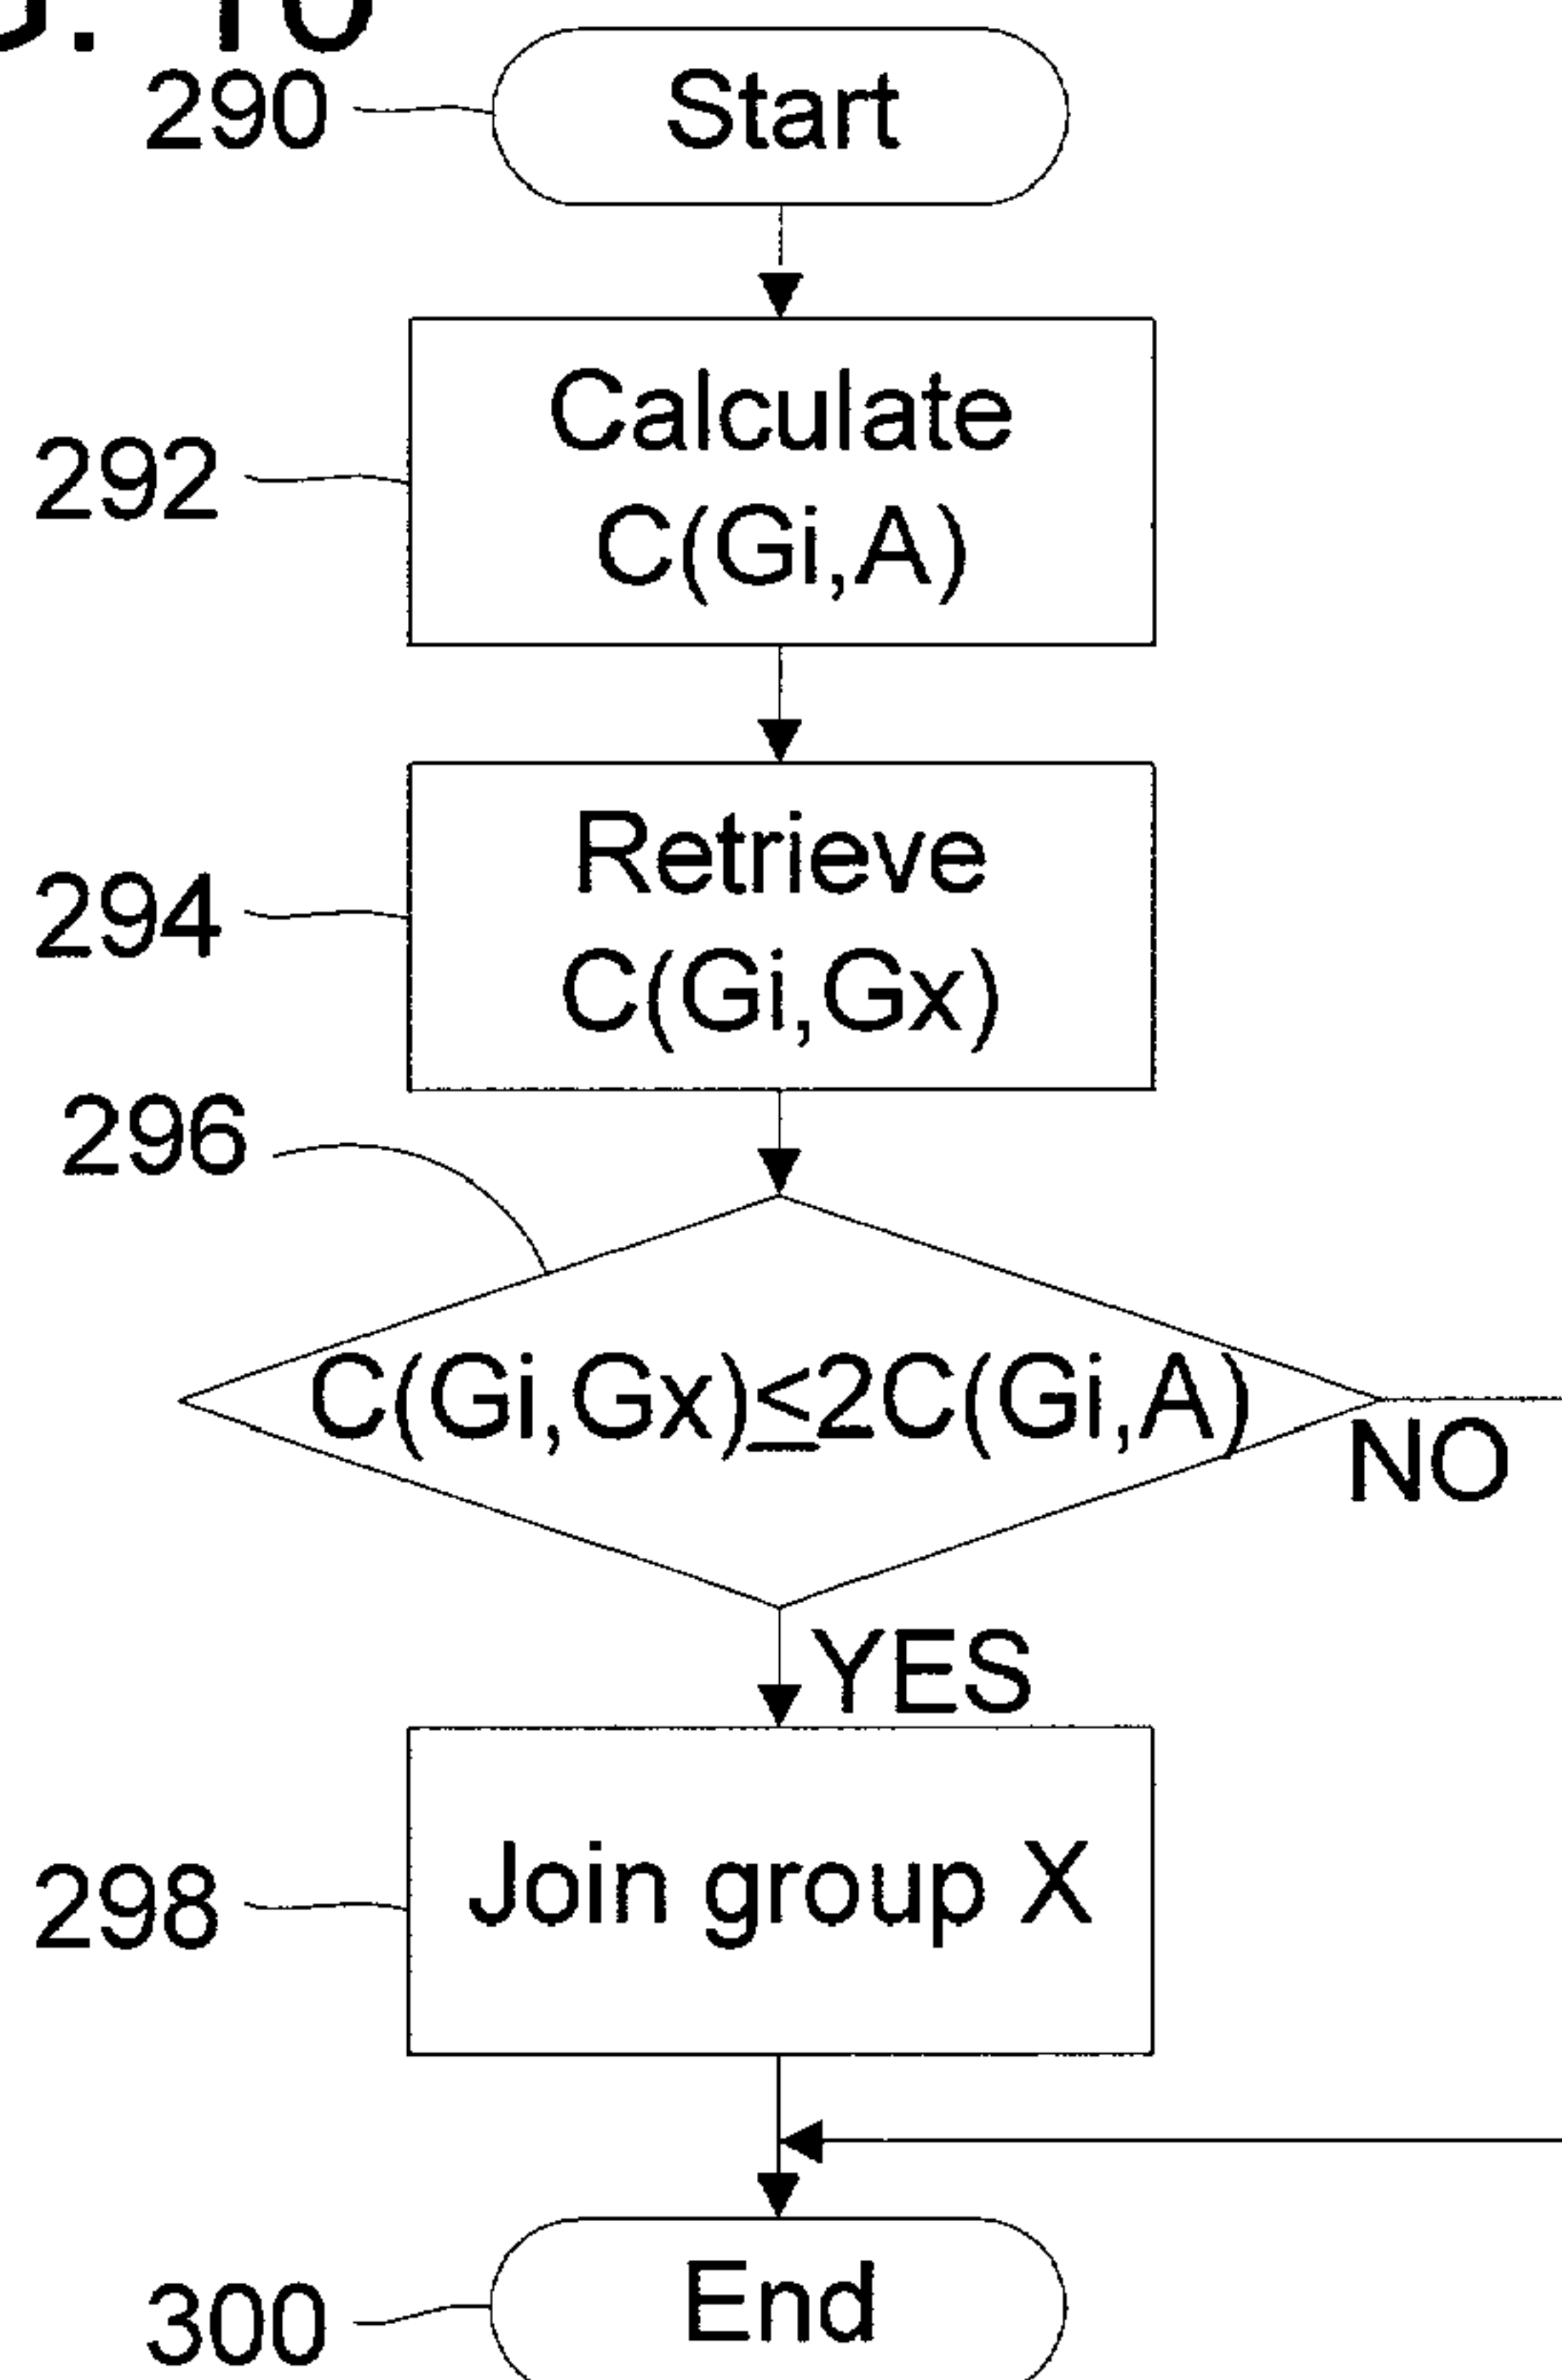 290 Start
Calculate
292
C(Gi,A)
Retrieve
294
C(Gi,Gx)
296
C(Gi,Gx)≤2C(Gi,A)
NO
YES
298 Join group X
300 End